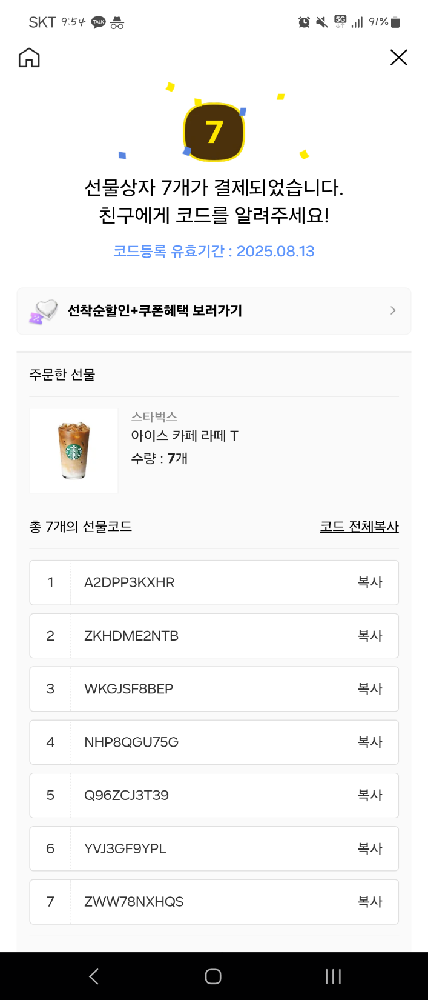 SKT 9:54 TALK 5G 91%
7
선물상자 7개가 결제되었습니다.
친구에게 코드를 알려주세요!
코드등록 유효기간 : 2025.08.13
선착순할인+쿠폰혜택 보러가기
주문한 선물
스타벅스
아이스 카페 라떼 T
수량 : 7개
총 7개의 선물코드 코드 전체복사
1 A2DPP3KXHR 복사
2 ZKHDME2NTB 복사
3 WKGJSF8BEP 복사
4 NHP8QGU75G 복사
5 Q96ZCJ3T39 복사
6 YVJ3GF9YPL 복사
7 ZWW78NXHQS 복사